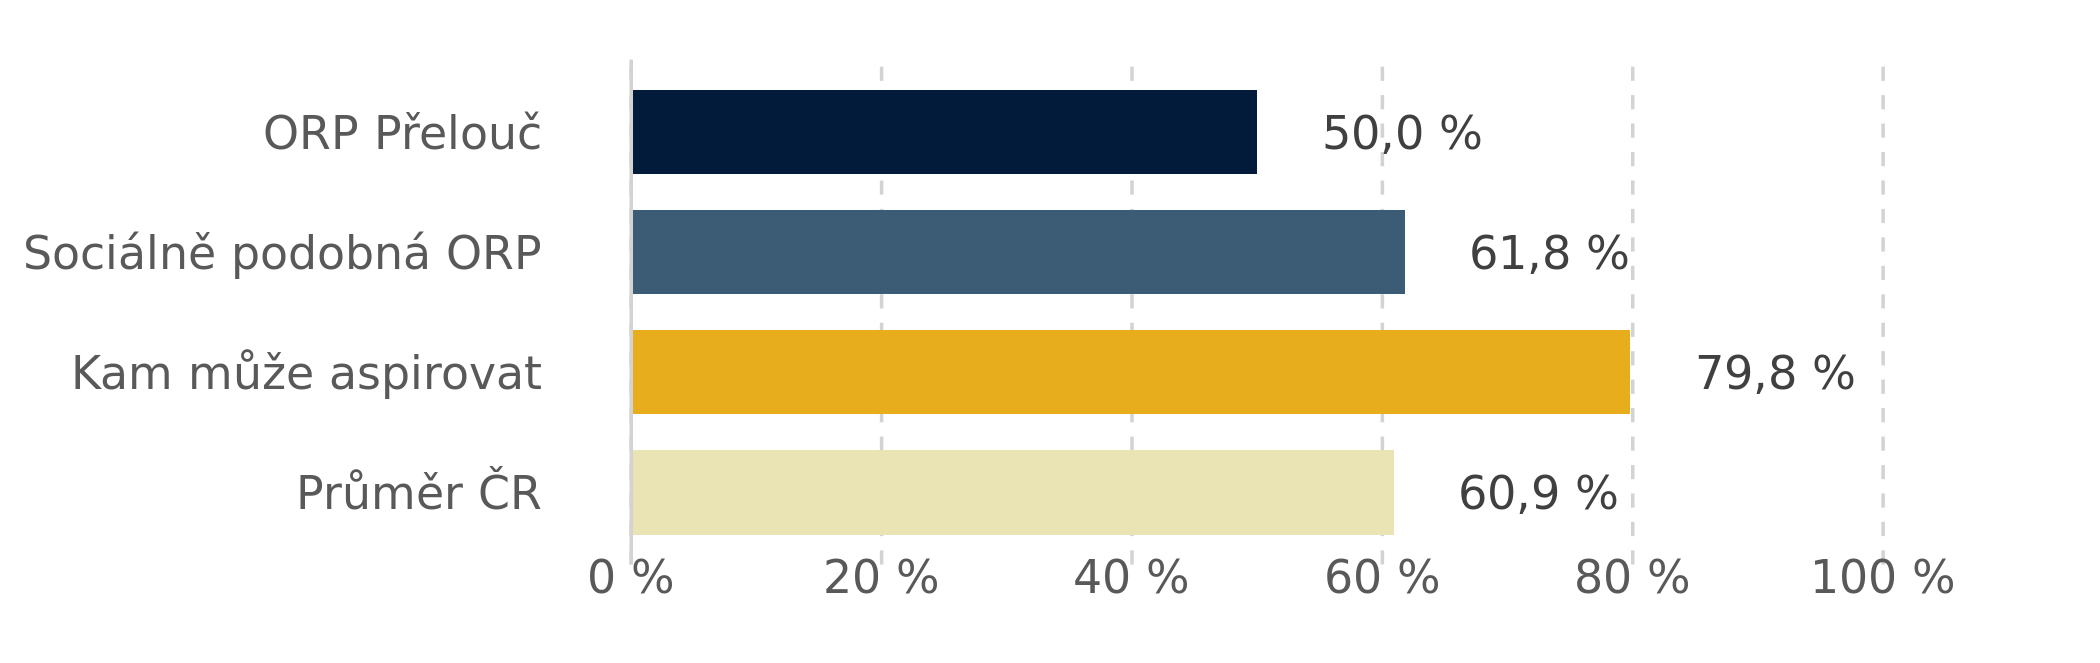 ORP Přelouč 50,0 %
Sociálně podobná ORP 61,8 %
Kam může aspirovat 79,8 %
Průměr ČR 60,9 %
0 % 20 % 40 % 60 % 80 % 100 %